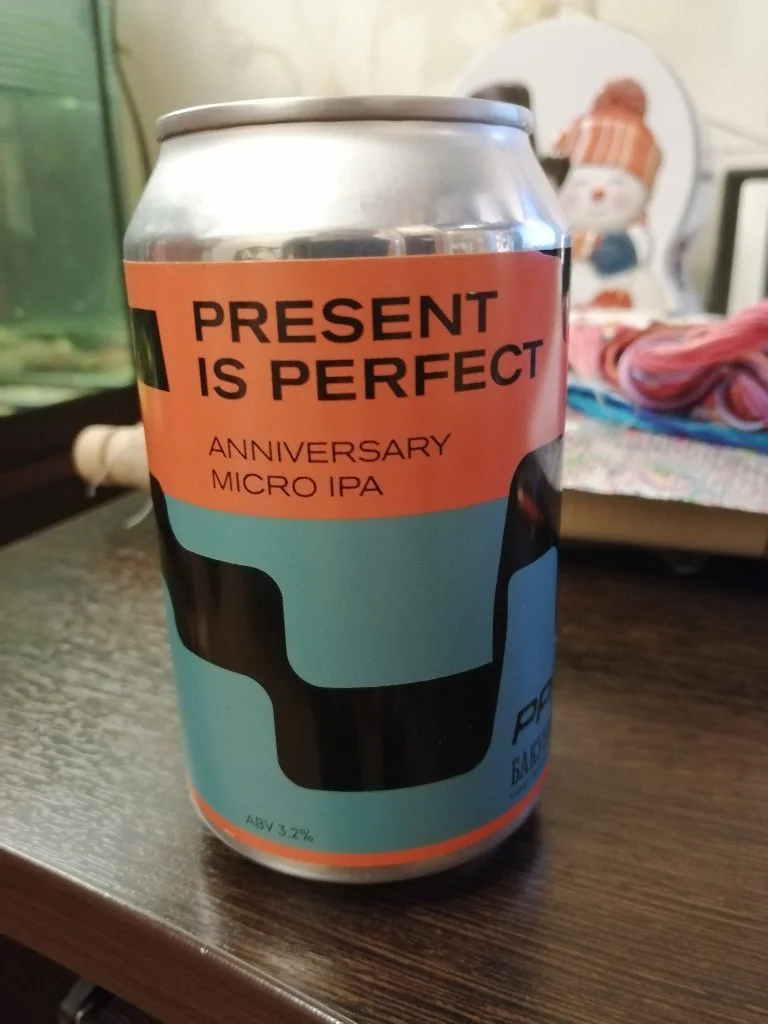 PRESENT
IS PERFECT
ANNIVERSARY
MICRO IPA
ABV 3,2%